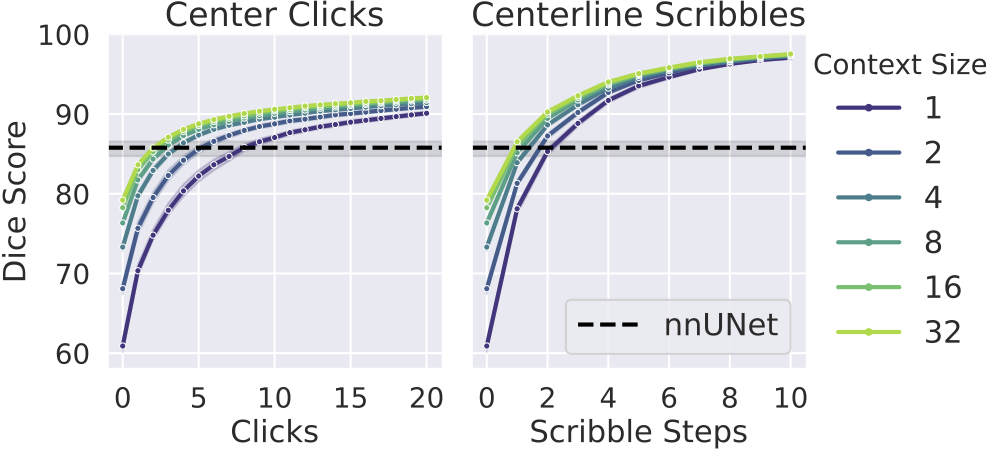 Center Clicks
Centerline Scribbles
Dice Score
100
90
80
70
60
0 5 10 15 20
0 2 4 6 8 10
Clicks
Scribble Steps
nnUNet
Context Size
1
2
4
8
16
32